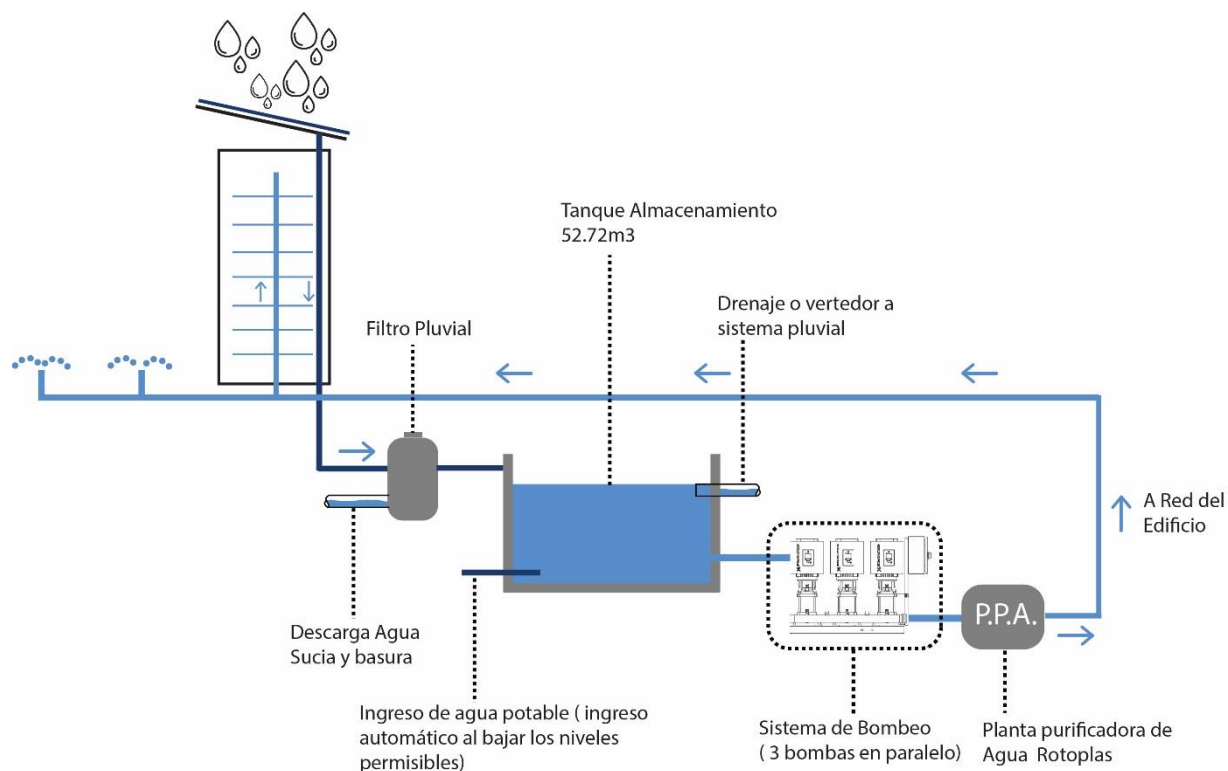 Tanque Almacenamiento
52.72m3
Drenaje o vertedor a
sistema pluvial
Filtro Pluvial
A Red del
Edificio
P.P.A.
Descarga Agua
Sucia y basura
Ingreso de agua potable ( ingreso
automático al bajar los niveles
permisibles)
Sistema de Bombeo
( 3 bombas en paralelo)
Planta purificadora de
Agua Rotoplas